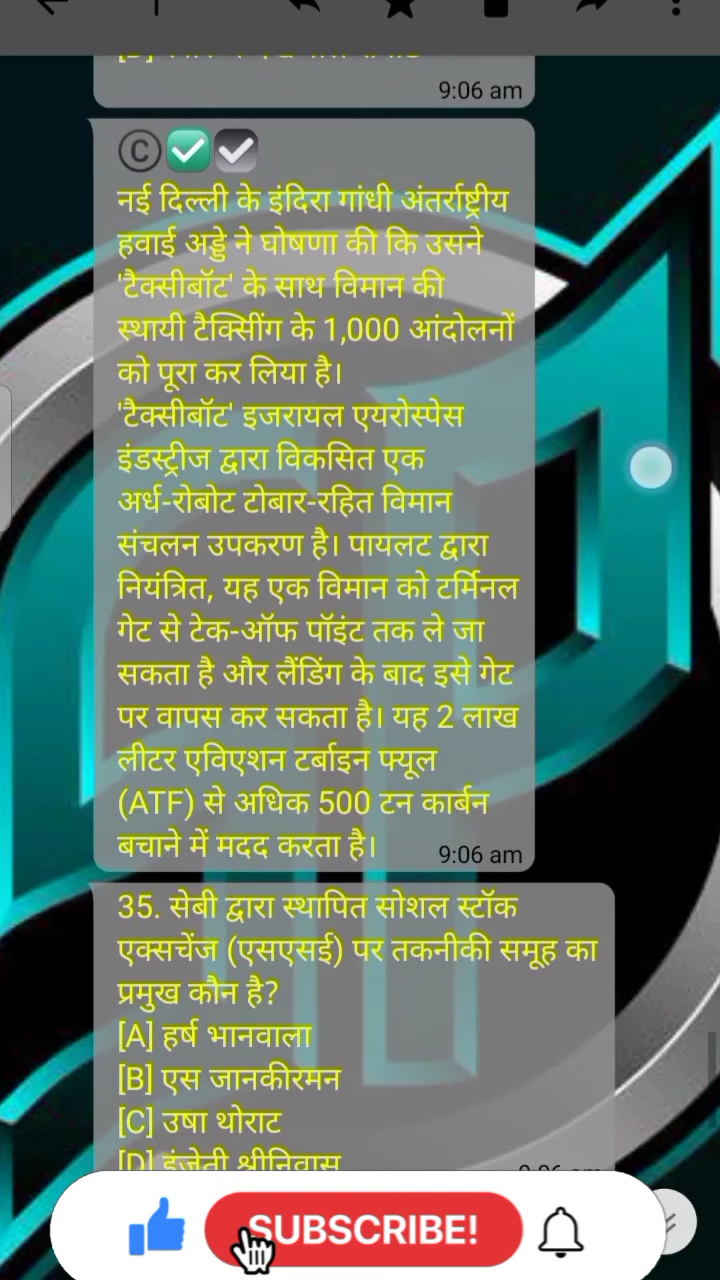 9:06 am
©
नई दिल्ली के इंदिरा गांधी अंतर्राष्ट्रीय
हवाई अड्डे ने घोषणा की कि उसने
'टैक्सीबॉट' के साथ विमान की
स्थायी टैक्सिींग के 1,000 आंदोलनों
को पूरा कर लिया है।
'टैक्सीबॉट' इजरायल एयरोस्पेस
इंडस्ट्रीज द्वारा विकसित एक
अर्ध-रोबोट टोबार-रहित विमान
संचलन उपकरण है। पायलट द्वारा
नियंत्रित, यह एक विमान को टर्मिनल
गेट से टेक-ऑफ पॉइंट तक ले जा
सकता है और लैंडिंग के बाद इसे गेट
पर वापस कर सकता है। यह 2 लाख
लीटर एविएशन टर्बाइन फ्यूल
(ATF) से अधिक 500 टन कार्बन
बचाने में मदद करता है।
9:06 am
35. सेबी द्वारा स्थापित सोशल स्टॉक
एक्सचेंज (एसएसई) पर तकनीकी समूह का
प्रमुख कौन है?
[A] हर्ष भानवाला
[B] एस जानकीरमन
[C] उषा थोराट
[D] इंजेती श्रीनिवास
SUBSCRIBE!